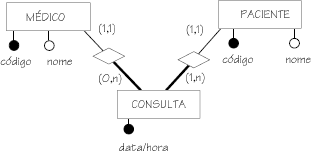 MÉDICO
PACIENTE
(1,1)
(1,1)
código
nome
código
nome
(0,n)
(1,n)
CONSULTA
data/hora